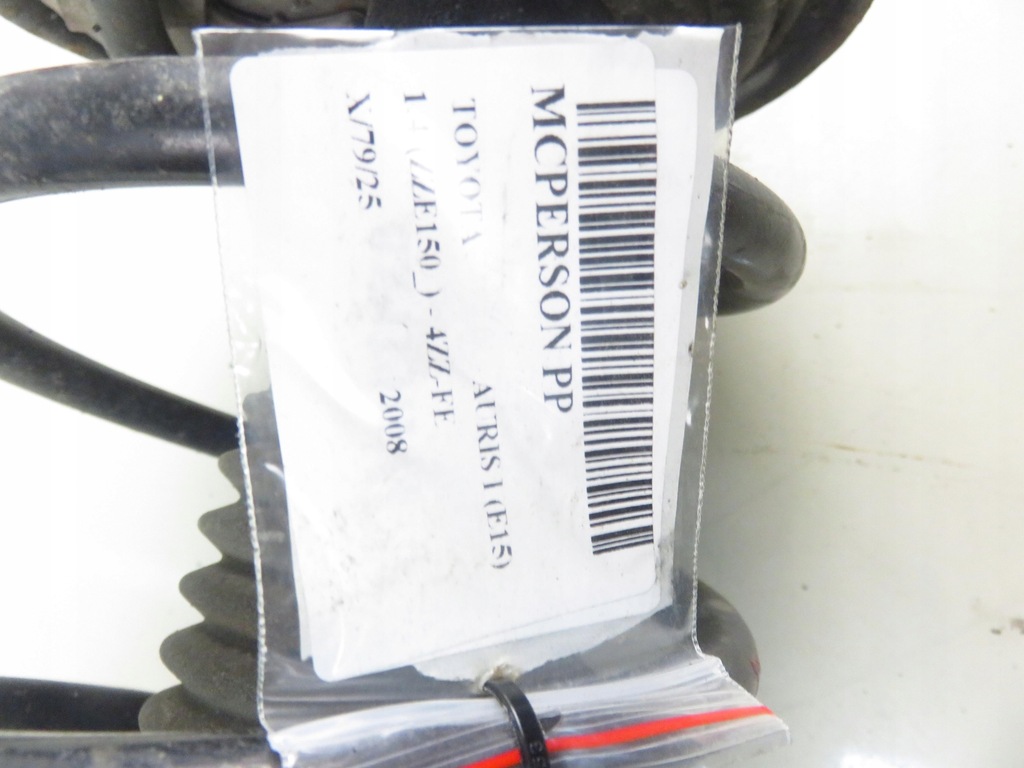 MCPERSON PP
TOYOTA AURIS I (E15)
(ZZE150_) - 4ZZ-FE
X/79/25 2008